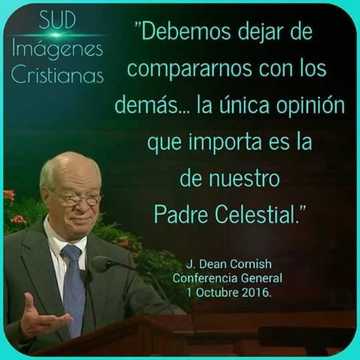 SUD
Imágenes
Cristianas
"Debemos dejar de
compararnos con los
demás... la única opinión
que importa es la
de nuestro
Padre Celestial."
J. Dean Cornish
Conferencia General
1 Octubre 2016.